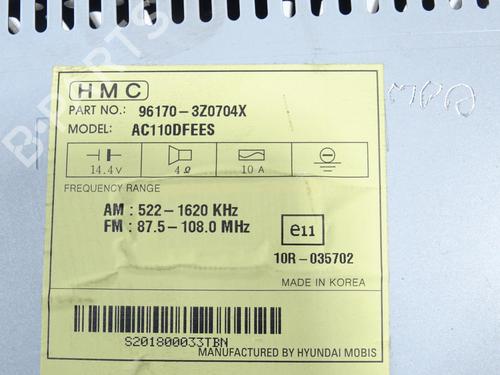 HMC
PART NO.: 96170-3Z0704X
MODEL: AC110DFEES
14.4V 4Ω 10 A
FREQUENCY RANGE
AM : 522-1620 KHz
FM : 87.5-108.0 MHz
e11
10R-035702
MADE IN KOREA
S201800033TBN
MANUFACTURED BY HYUNDAI MOBIS
B-PARTS